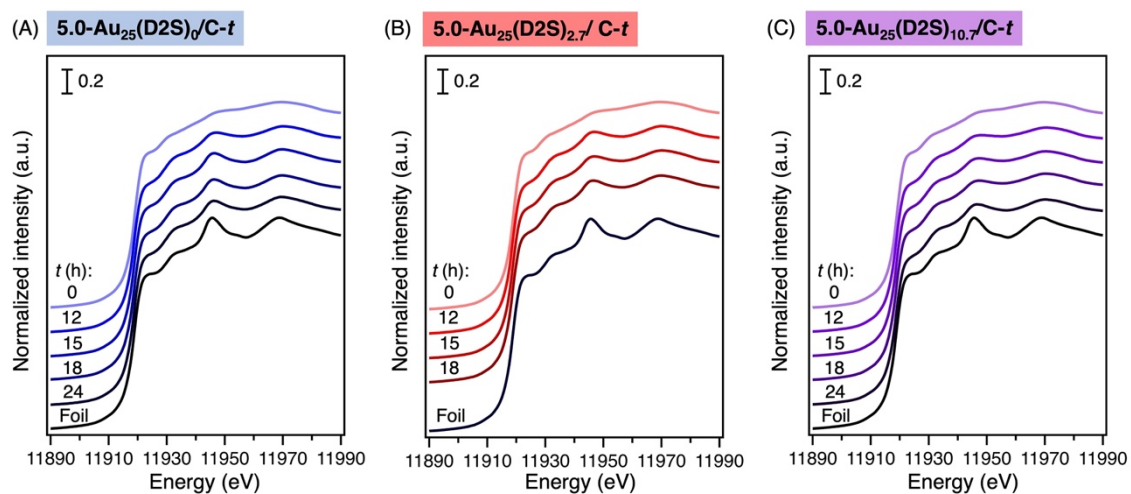 (A) 5.0-Au₂₅(D2S)₀/C-t
0.2
Normalized intensity (a.u.)
t (h):
0
12
15
18
24
Foil
11890 11910 11930 11950 11970 11990
Energy (eV)
(B) 5.0-Au₂₅(D2S)₂.₇/ C-t
0.2
Normalized intensity (a.u.)
t (h):
0
12
15
18
Foil
11890 11910 11930 11950 11970 11990
Energy (eV)
(C) 5.0-Au₂₅(D2S)₁₀.₇/C-t
0.2
Normalized intensity (a.u.)
t (h):
0
12
15
18
24
Foil
11890 11910 11930 11950 11970 11990
Energy (eV)